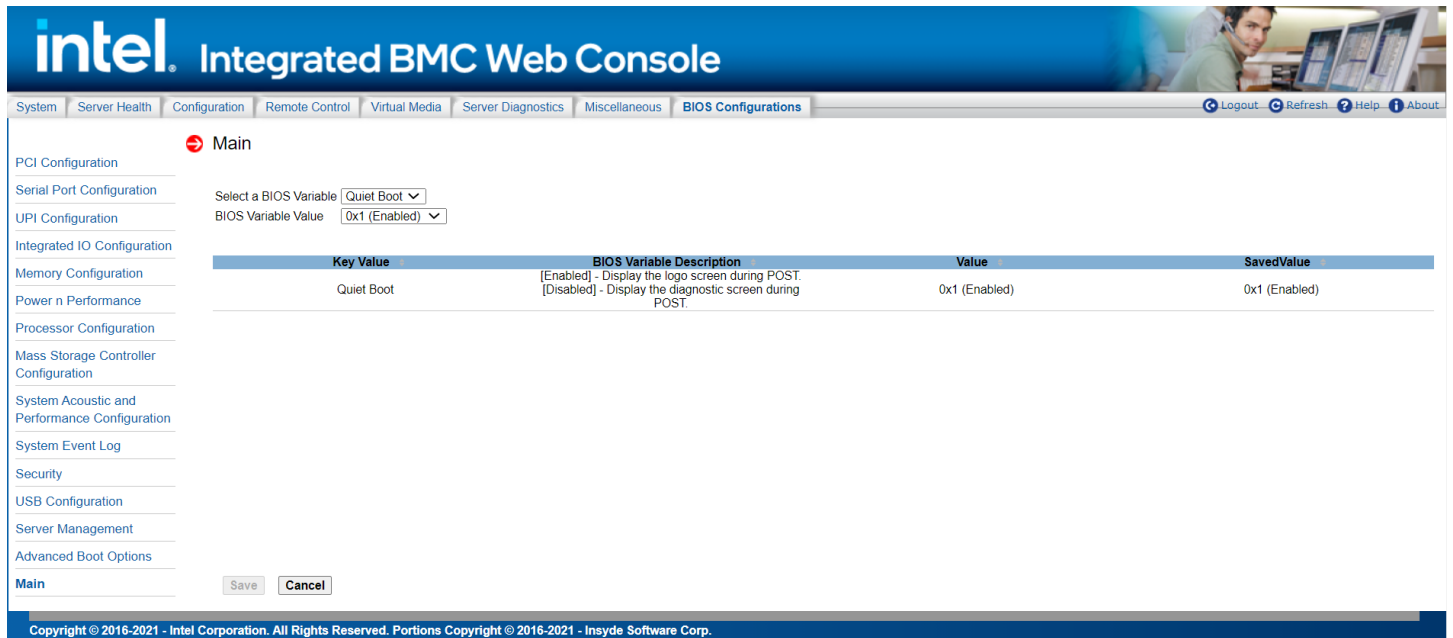 intel. Integrated BMC Web Console
System Server Health Configuration Remote Control Virtual Media Server Diagnostics Miscellaneous BIOS Configurations Logout Refresh Help About
Main
PCI Configuration
Serial Port Configuration
UPI Configuration
Integrated IO Configuration
Memory Configuration
Power n Performance
Processor Configuration
Mass Storage Controller
Configuration
System Acoustic and
Performance Configuration
System Event Log
Security
USB Configuration
Server Management
Advanced Boot Options
Main
Select a BIOS Variable Quiet Boot
BIOS Variable Value 0x1 (Enabled)
Key Value BIOS Variable Description Value SavedValue
Quiet Boot
[Enabled] - Display the logo screen during POST.
[Disabled] - Display the diagnostic screen during
POST.
0x1 (Enabled)
0x1 (Enabled)
Save Cancel
Copyright © 2016-2021 - Intel Corporation. All Rights Reserved. Portions Copyright © 2016-2021 - Insyde Software Corp.